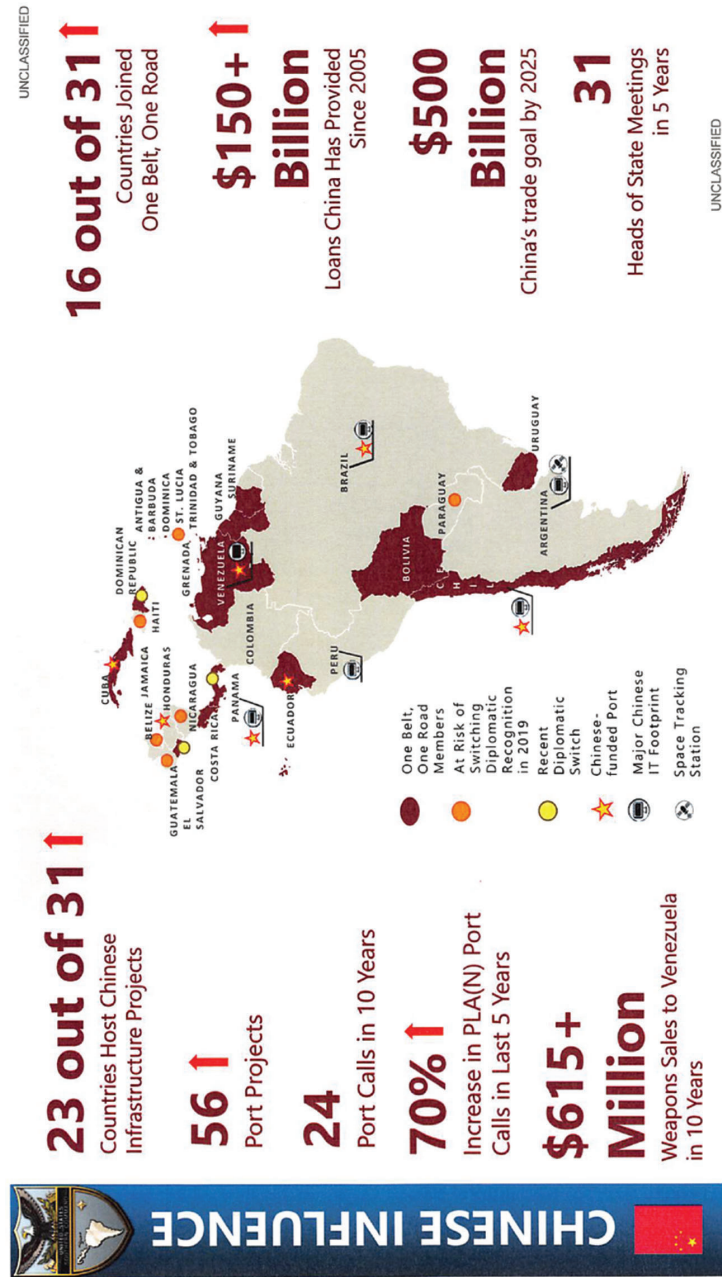 UNCLASSIFIED
CHINESE INFLUENCE
UNITED STATES
23 out of 31
Countries Host Chinese
Infrastructure Projects
56
Port Projects
24
Port Calls in 10 Years
70%
Increase in PLA(N) Port
Calls in Last 5 Years
$615+
Million
Weapons Sales to Venezuela
in 10 Years
CUBA
DOMINICAN
REPUBLIC
ANTIGUA &
BARBUDA
DOMINICA
ST. LUCIA
TRINIDAD & TOBAGO
HAITI
BELIZE
JAMAICA
HONDURAS
NICARAGUA
GUATEMALA
EL
SALVADOR
COSTA RICA
PANAMA
GRENADA
VENEZUELA
GUYANA
SURINAME
COLOMBIA
ECUADOR
PERU
BRAZIL
BOLIVIA
PARAGUAY
CHILE
ARGENTINA
URUGUAY
One Belt,
One Road
Members
At Risk of
Switching
Diplomatic
Recognition
in 2019
Recent
Diplomatic
Switch
Chinese-
funded Port
Major Chinese
IT Footprint
Space Tracking
Station
16 out of 31
Countries Joined
One Belt, One Road
$150+
Billion
Loans China Has Provided
Since 2005
$500
Billion
China's trade goal by 2025
31
Heads of State Meetings
in 5 Years
UNCLASSIFIED